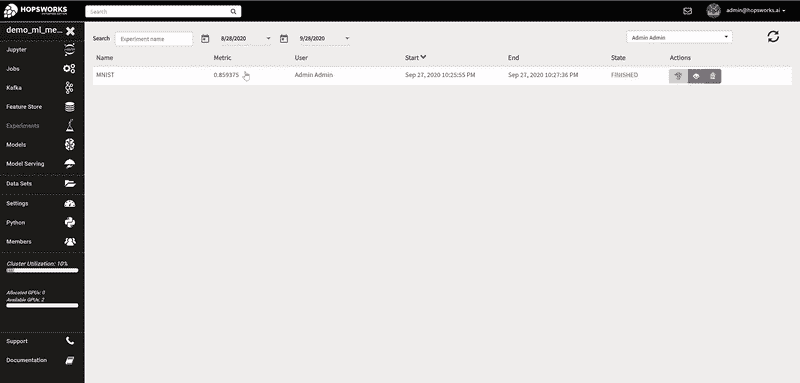 HOPSWORKS
Search
admin@hopsworks.ai
demo_ml_me...
Jupyter
Jobs
Kafka
Feature Store
Experiments
Models
Model Serving
Data Sets
Settings
Python
Members
Cluster Utilization: 10%
Allocated GPUs: 0
Available GPUs: 2
Support
Documentation
Search
Experiment name
8/28/2020
9/28/2020
Admin Admin
Name Metric User Start End State Actions
MNIST 0.859375 Admin Admin Sep 27, 2020 10:25:55 PM Sep 27, 2020 10:27:36 PM FINISHED